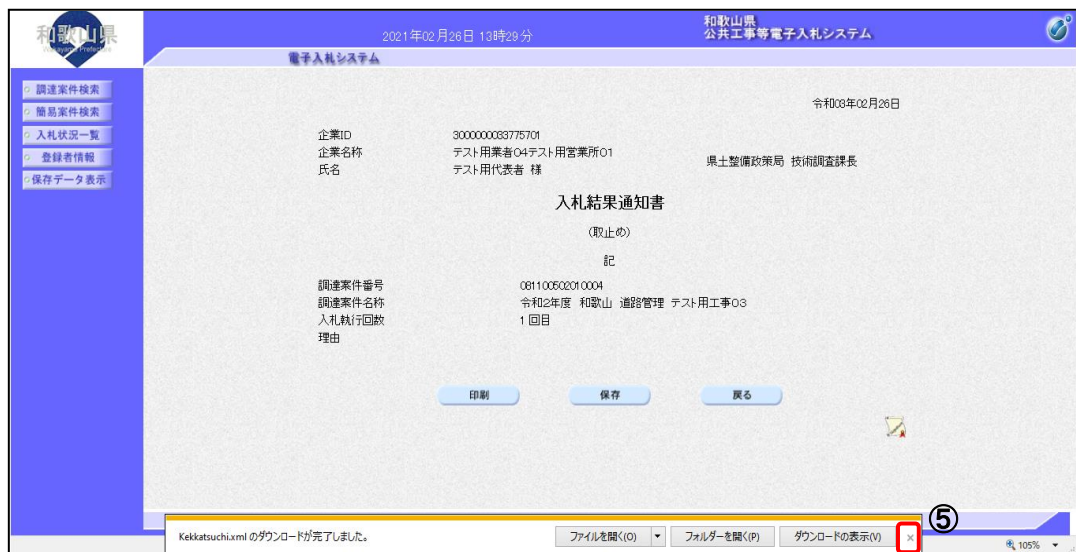 和歌山県
Wakayama Prefecture
2021年02月26日 13時29分
和歌山県
公共工事等電子入札システム
電子入札システム
調達案件検索
簡易案件検索
入札状況一覧
登録者情報
保存データ表示
令和03年02月26日
企業ID 3000000033775701
企業名称 テスト用業者04テスト用営業所01
氏名 テスト用代表者 様
県土整備政策局 技術調査課長
入札結果通知書
(取止め)
記
調達案件番号 081100502010004
調達案件名称 令和2年度 和歌山 道路管理 テスト用工事03
入札執行回数 1 回目
理由
印刷 保存 戻る
⑤
Kekkatsuchi.xml のダウンロードが完了しました。 ファイルを開く(O) ▼ フォルダーを開く(P) ダウンロードの表示(V) ×
105% ▼